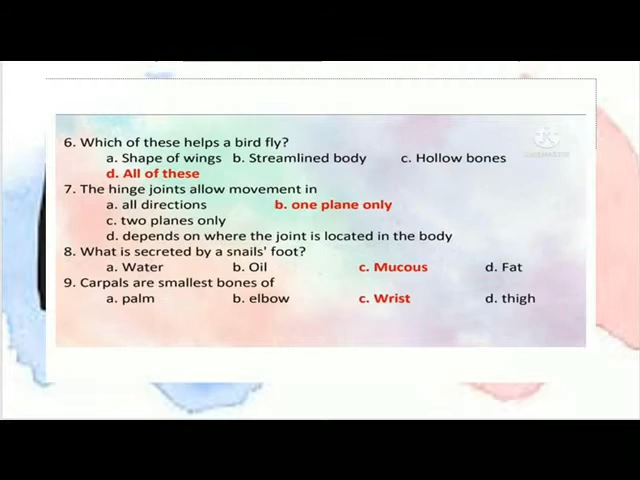 6. Which of these helps a bird fly?
a. Shape of wings b. Streamlined body c. Hollow bones
d. All of these
7. The hinge joints allow movement in
a. all directions b. one plane only
c. two planes only
d. depends on where the joint is located in the body
8. What is secreted by a snails' foot?
a. Water b. Oil c. Mucous d. Fat
9. Carpals are smallest bones of
a. palm b. elbow c. Wrist d. thigh